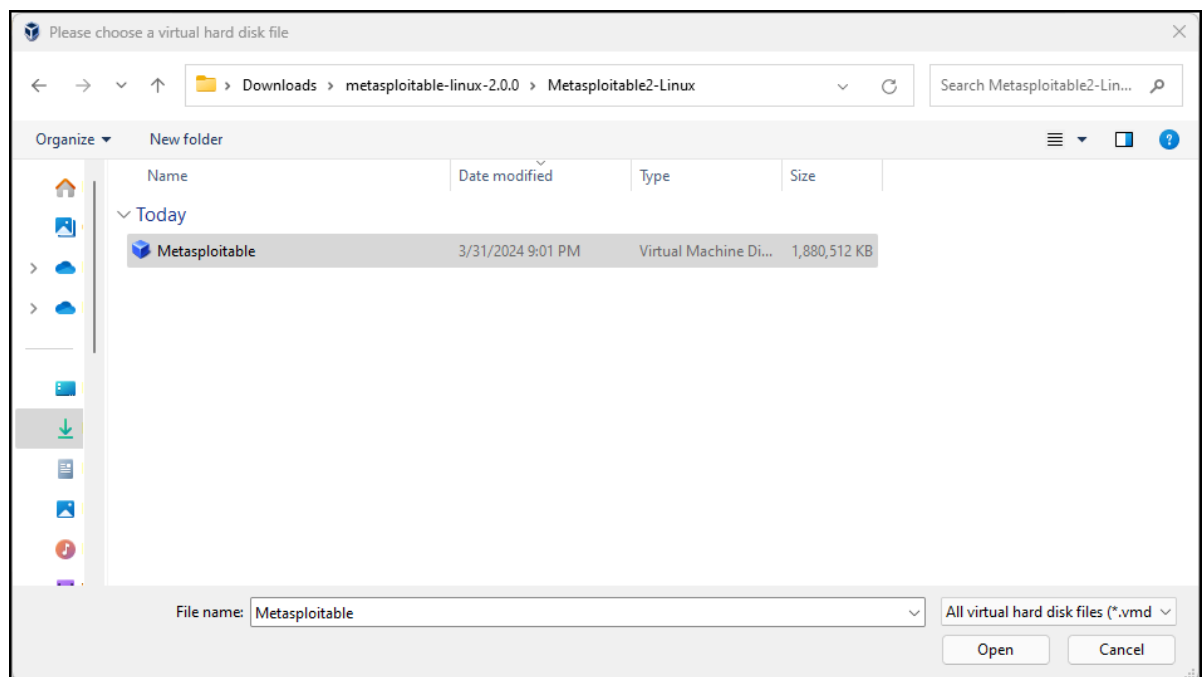 Please choose a virtual hard disk file
Downloads > metasploitable-linux-2.0.0 > Metasploitable2-Linux
Search Metasploitable2-Lin...
Organize
New folder
Name Date modified Type Size
Today
Metasploitable 3/31/2024 9:01 PM Virtual Machine Di... 1,880,512 KB
File name: Metasploitable
All virtual hard disk files (*.vmd
Open Cancel